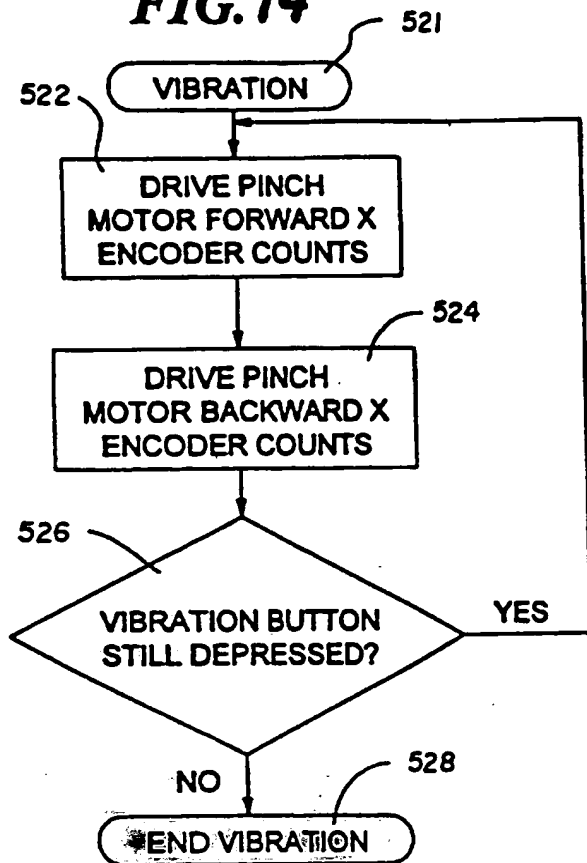 FIG. 74
521
VIBRATION
522
DRIVE PINCH
MOTOR FORWARD X
ENCODER COUNTS
524
DRIVE PINCH
MOTOR BACKWARD X
ENCODER COUNTS
526
VIBRATION BUTTON
STILL DEPRESSED?
YES
NO
528
END VIBRATION